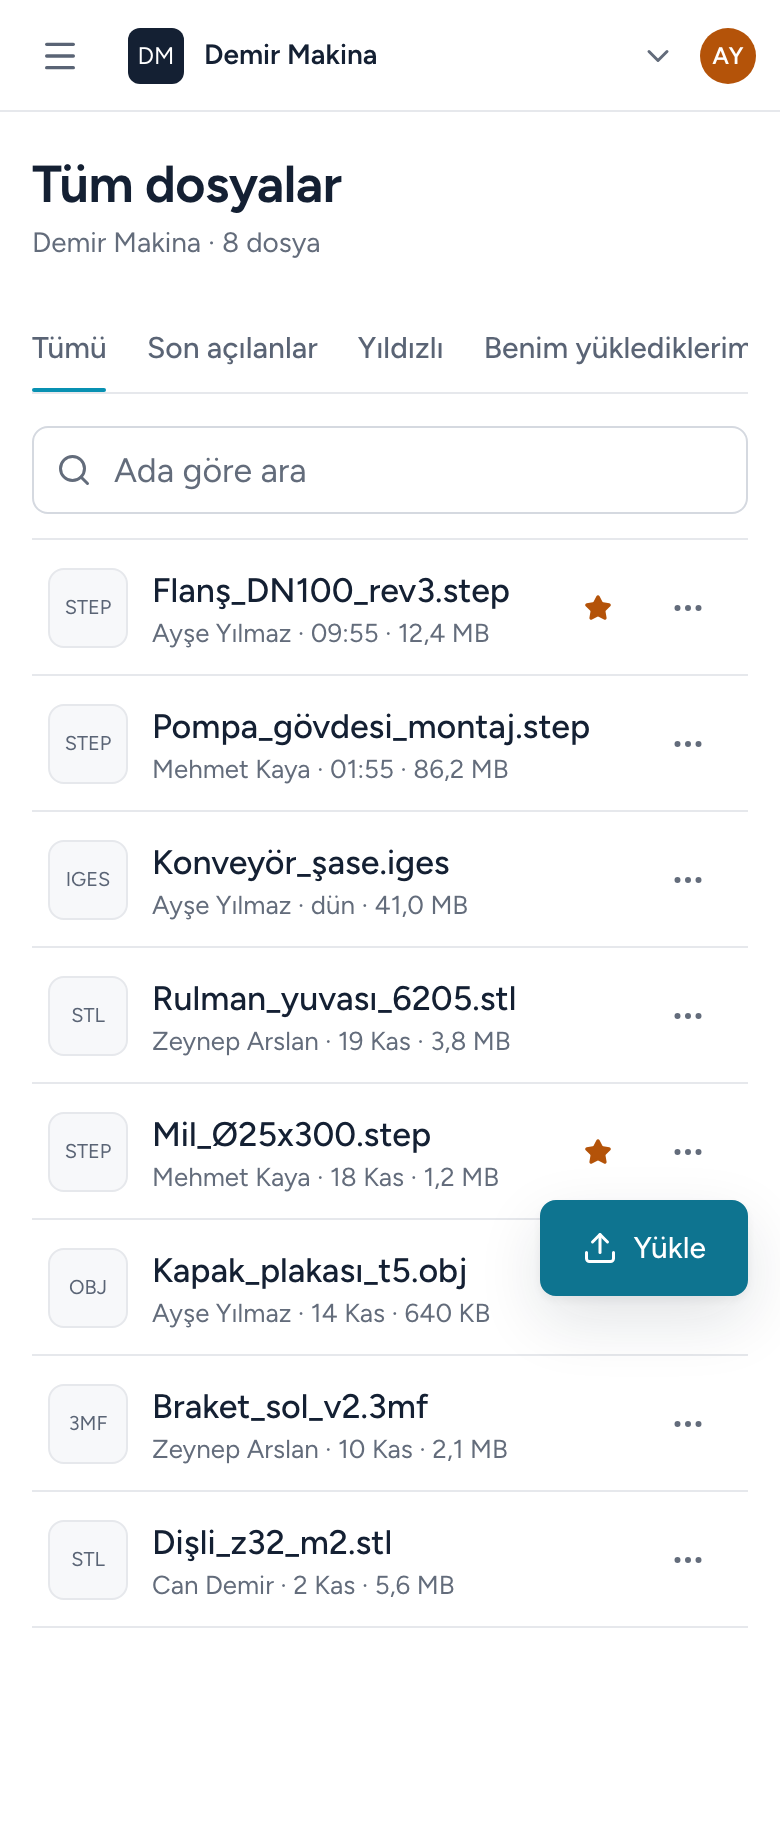 DM Demir Makina AY
Tüm dosyalar
Demir Makina · 8 dosya
Tümü Son açılanlar Yıldızlı Benim yüklediklerim
Ada göre ara
STEP
Flanş_DN100_rev3.step
Ayşe Yılmaz · 09:55 · 12,4 MB
STEP
Pompa_gövdesi_montaj.step
Mehmet Kaya · 01:55 · 86,2 MB
IGES
Konveyör_şase.iges
Ayşe Yılmaz · dün · 41,0 MB
STL
Rulman_yuvası_6205.stl
Zeynep Arslan · 19 Kas · 3,8 MB
STEP
Mil_Ø25x300.step
Mehmet Kaya · 18 Kas · 1,2 MB
Yükle
OBJ
Kapak_plakası_t5.obj
Ayşe Yılmaz · 14 Kas · 640 KB
3MF
Braket_sol_v2.3mf
Zeynep Arslan · 10 Kas · 2,1 MB
STL
Dişli_z32_m2.stl
Can Demir · 2 Kas · 5,6 MB